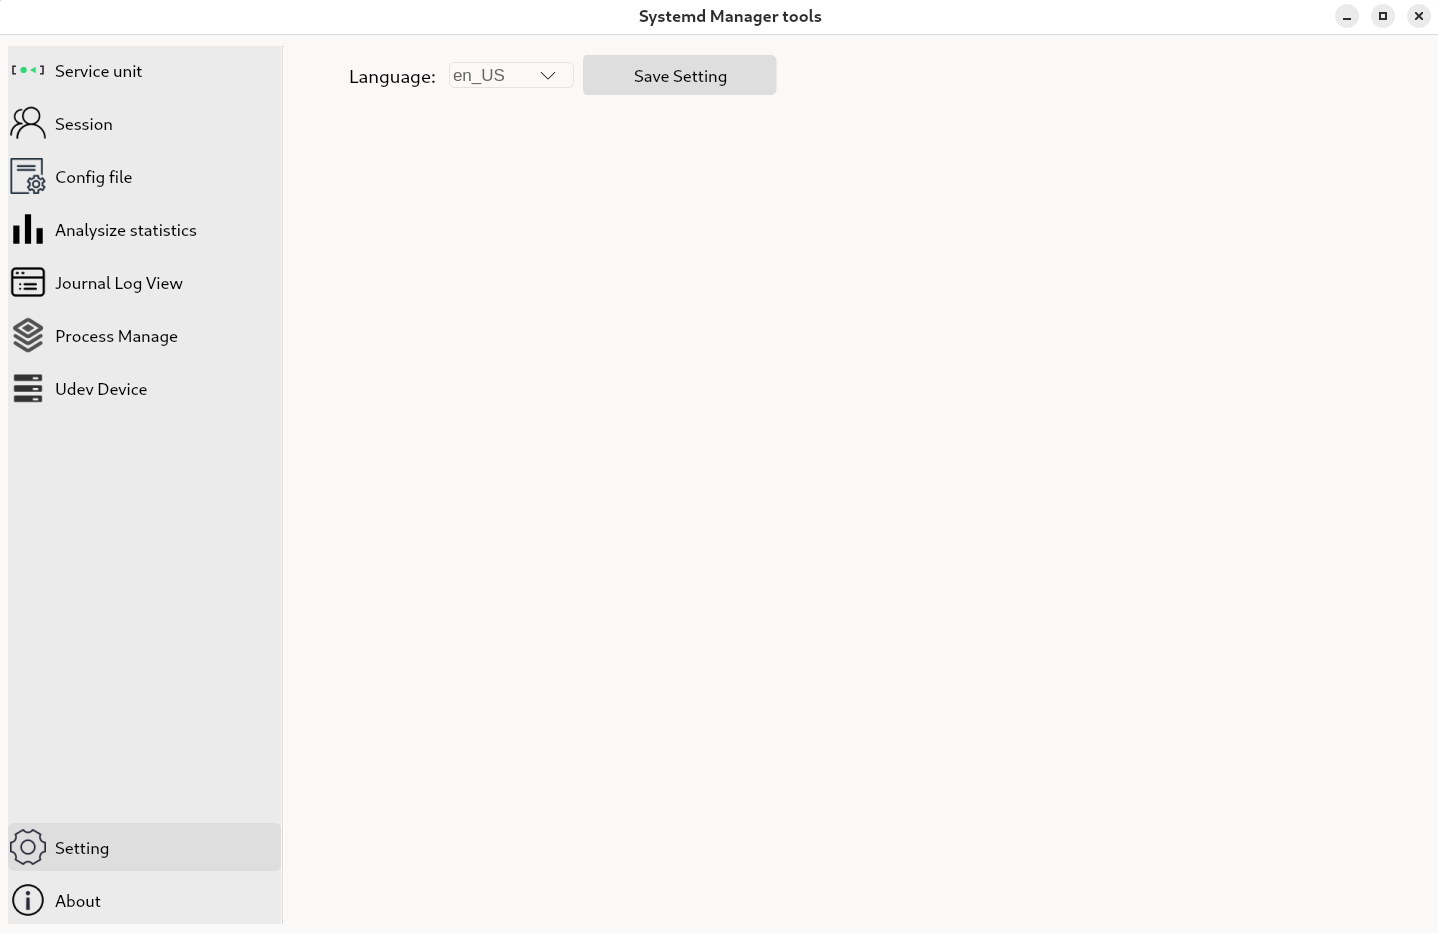 Systemd Manager tools
Service unit
Session
Config file
Analysize statistics
Journal Log View
Process Manage
Udev Device
Setting
About
Language: en_US Save Setting